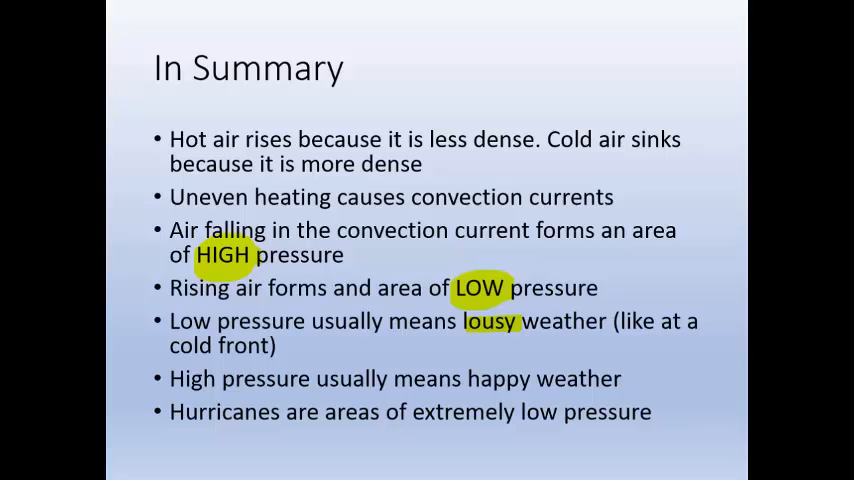 In Summary
• Hot air rises because it is less dense. Cold air sinks
because it is more dense
• Uneven heating causes convection currents
• Air falling in the convection current forms an area
of HIGH pressure
• Rising air forms and area of LOW pressure
• Low pressure usually means lousy weather (like at a
cold front)
• High pressure usually means happy weather
• Hurricanes are areas of extremely low pressure